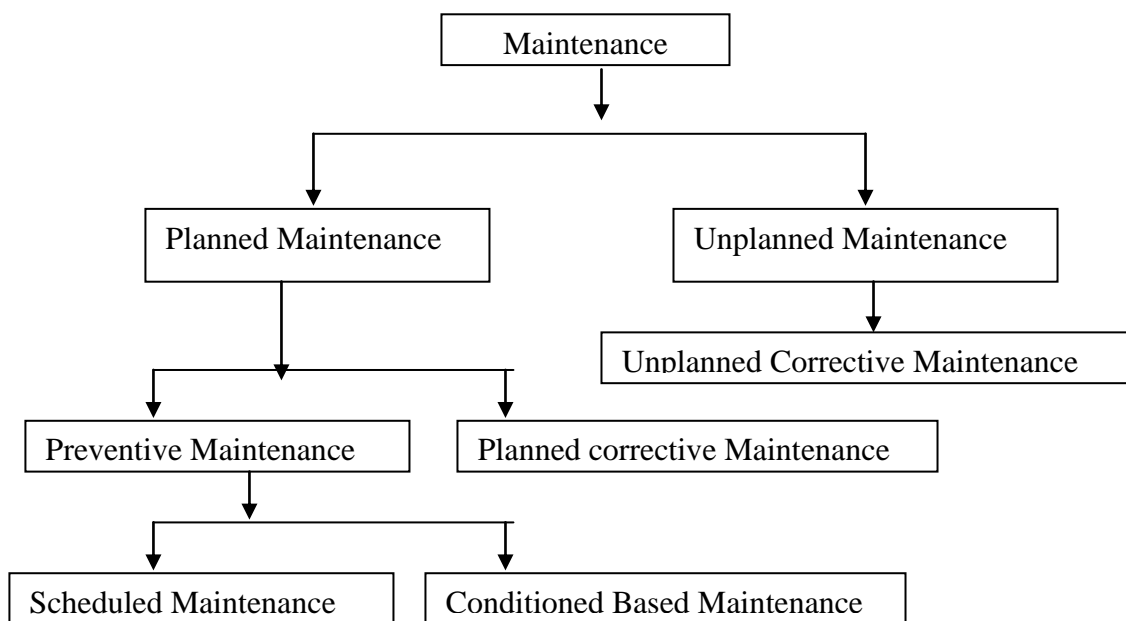 Maintenance
Planned Maintenance
Unplanned Maintenance
Unplanned Corrective Maintenance
Preventive Maintenance
Planned corrective Maintenance
Scheduled Maintenance
Conditioned Based Maintenance